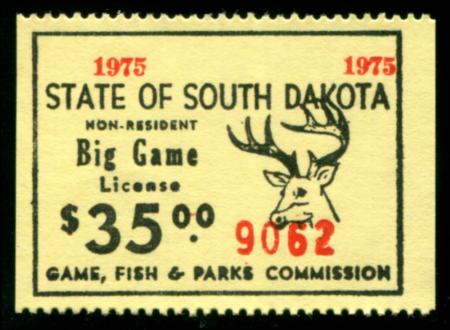 1975 1975
STATE OF SOUTH DAKOTA
NON-RESIDENT
Big Game
License
$35.00
9062
GAME, FISH & PARKS COMMISSION